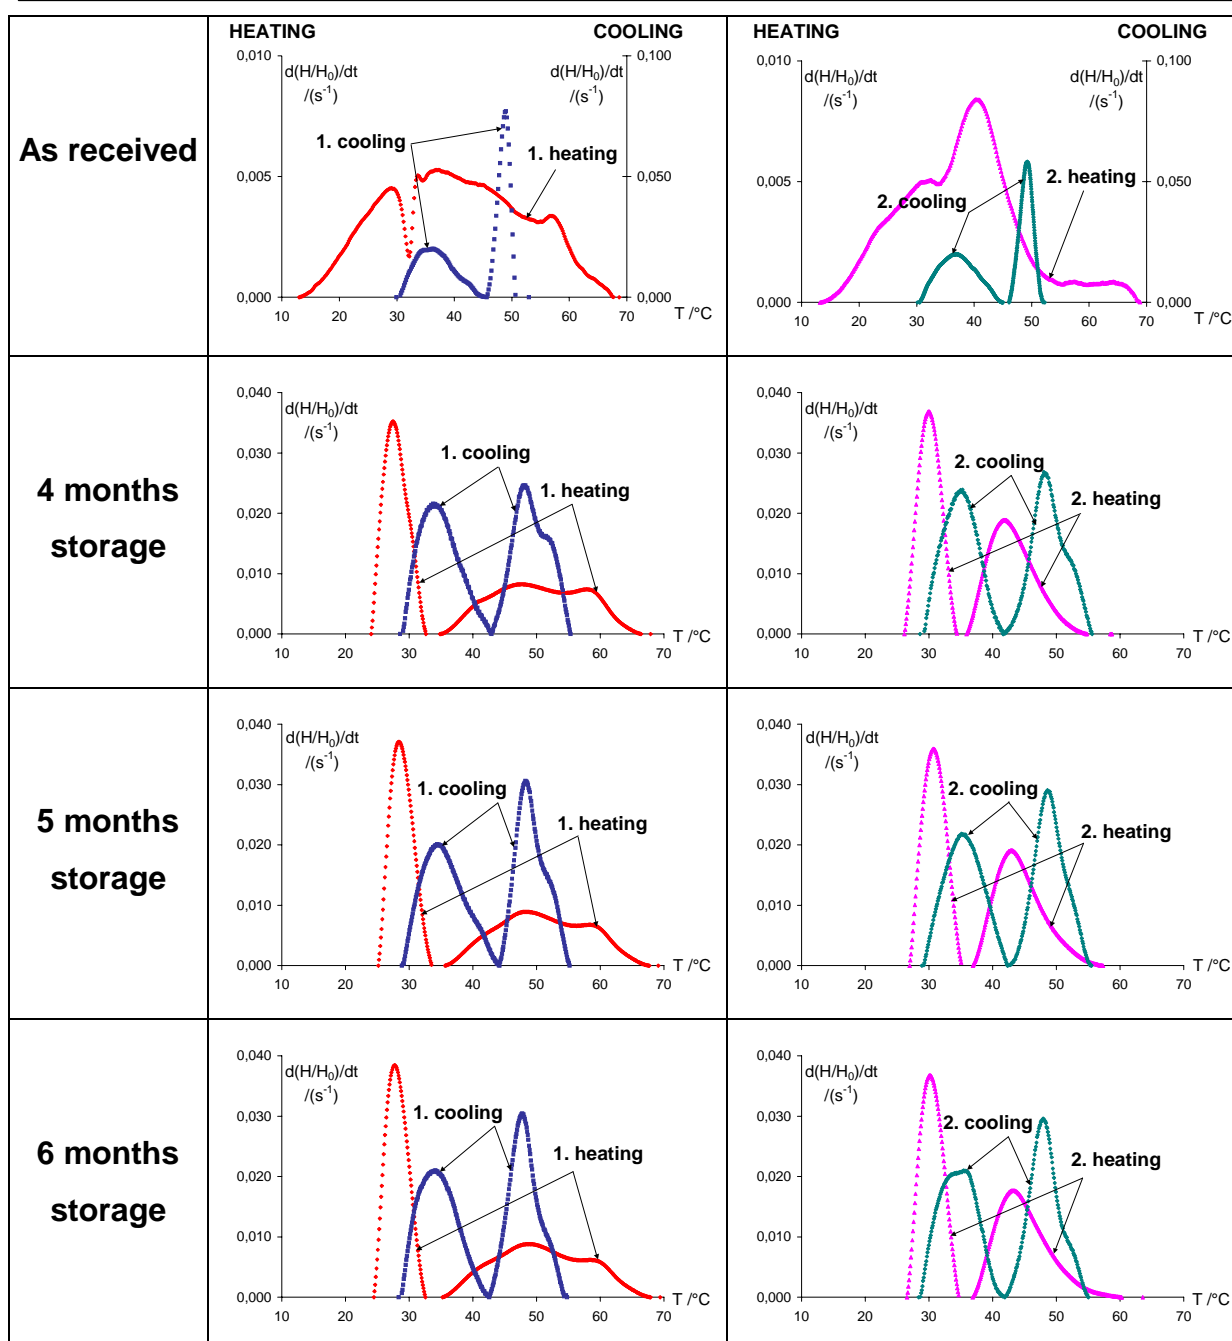 HEATING COOLING
0,010 0,100
d(H/H0)/dt d(H/H0)/dt
/(s-1) /(s-1)
1. cooling
1. heating
0,005 0,050
0,000 0,000
10 20 30 40 50 60 70 T /°C
As received
HEATING COOLING
0,010 0,100
d(H/H0)/dt d(H/H0)/dt
/(s-1) /(s-1)
2. heating
0,005 0,050
2. cooling
0,000 0,000
10 20 30 40 50 60 70 T /°C
4 months
storage
0,040
d(H/H0)/dt
/(s-1)
0,030
1. cooling
1. heating
0,020
0,010
0,000
10 20 30 40 50 60 70
T /°C
0,040
d(H/H0)/dt
/(s-1)
0,030
2. cooling
2. heating
0,020
0,010
0,000
10 20 30 40 50 60 70
T /°C
5 months
storage
0,040
d(H/H0)/dt
/(s-1)
0,030
1. cooling
1. heating
0,020
0,010
0,000
10 20 30 40 50 60 70
T /°C
0,040
d(H/H0)/dt
/(s-1)
0,030
2. cooling
2. heating
0,020
0,010
0,000
10 20 30 40 50 60 70
T /°C
6 months
storage
0,040
d(H/H0)/dt
/(s-1)
0,030
1. cooling
1. heating
0,020
0,010
0,000
10 20 30 40 50 60 70
T /°C
0,040
d(H/H0)/dt
/(s-1)
0,030
2. cooling
2. heating
0,020
0,010
0,000
10 20 30 40 50 60 70
T /°C